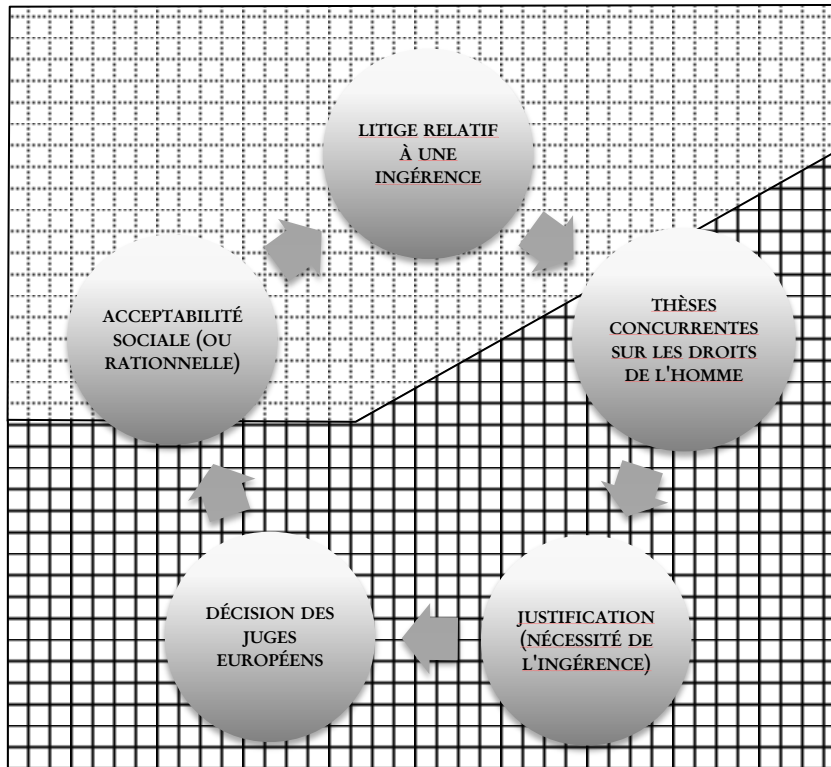 LITIGE RELATIF
À UNE
INGÉRENCE
THÈSES
CONCURRENTES
SUR LES DROITS
DE L'HOMME
JUSTIFICATION
(NÉCESSITÉ DE
L'INGÉRENCE)
DÉCISION DES
JUGES
EUROPÉENS
ACCEPTABILITÉ
SOCIALE (OU
RATIONNELLE)